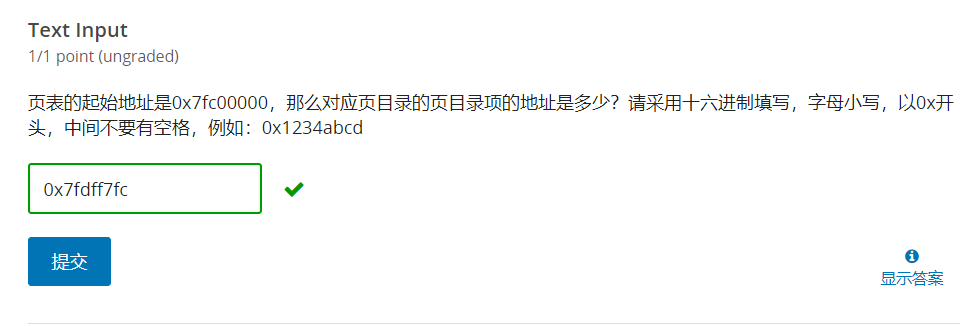 Text Input
1/1 point (ungraded)
页表的起始地址是0x7fc00000，那么对应页目录的页目录项的地址是多少？请采用十六进制填写，字母小写，以0x开
头，中间不要有空格，例如：0x1234abcd
0x7fdff7fc
提交
显示答案